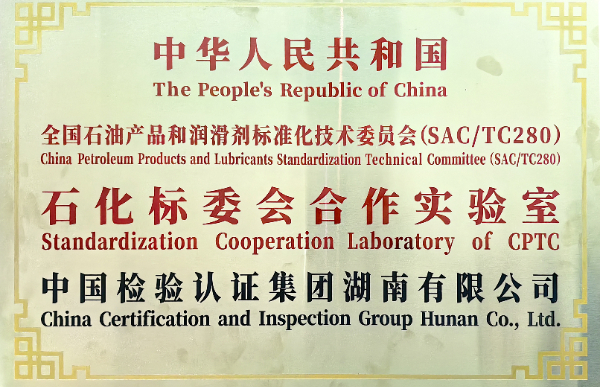 中华人民共和国
The People's Republic of China
全国石油产品和润滑剂标准化技术委员会(SAC/TC280)
China Petroleum Products and Lubricants Standardization Technical Committee (SAC/TC280)
石化标委会合作实验室
Standardization Cooperation Laboratory of CPTC
中国检验认证集团湖南有限公司
China Certification and Inspection Group Hunan Co., Ltd.